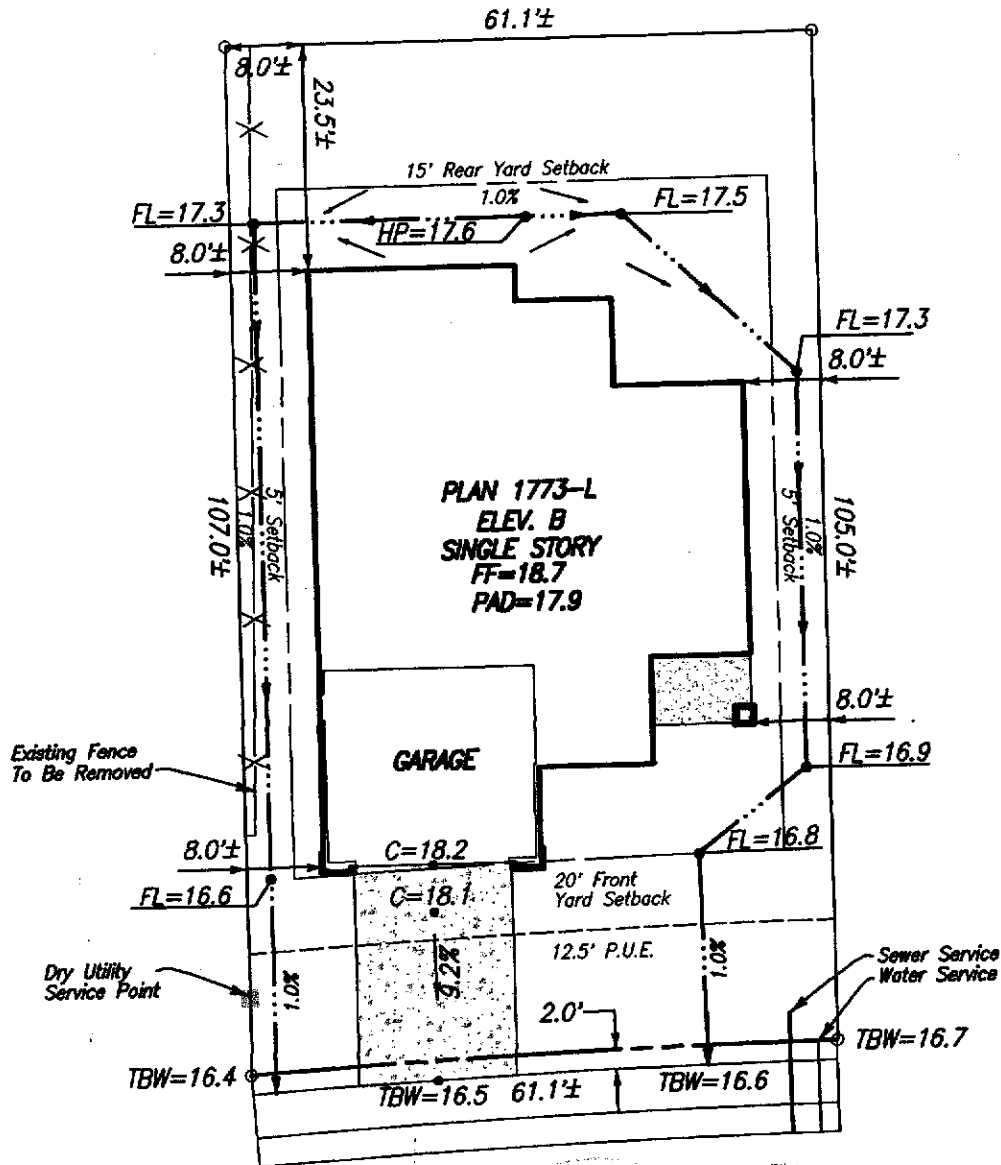 61.1'±
8.0'±
23.5'±
15' Rear Yard Setback
1.0%
FL=17.3
HP=17.6
FL=17.5
8.0'±
FL=17.3
8.0'±
107.0'±
1.0%
5' Setback
PLAN 1773-L
ELEV. B
SINGLE STORY
FF=18.7
PAD=17.9
5' Setback
1.0%
105.0'±
8.0'±
Existing Fence
To Be Removed
GARAGE
FL=16.9
8.0'±
C=18.2
FL=16.8
FL=16.6
C=18.1
20' Front
Yard Setback
12.5' P.U.E.
Dry Utility
Service Point
1.0%
9.2%
1.0%
Sewer Service
Water Service
2.0'
TBW=16.7
TBW=16.4
TBW=16.5
61.1'±
TBW=16.6